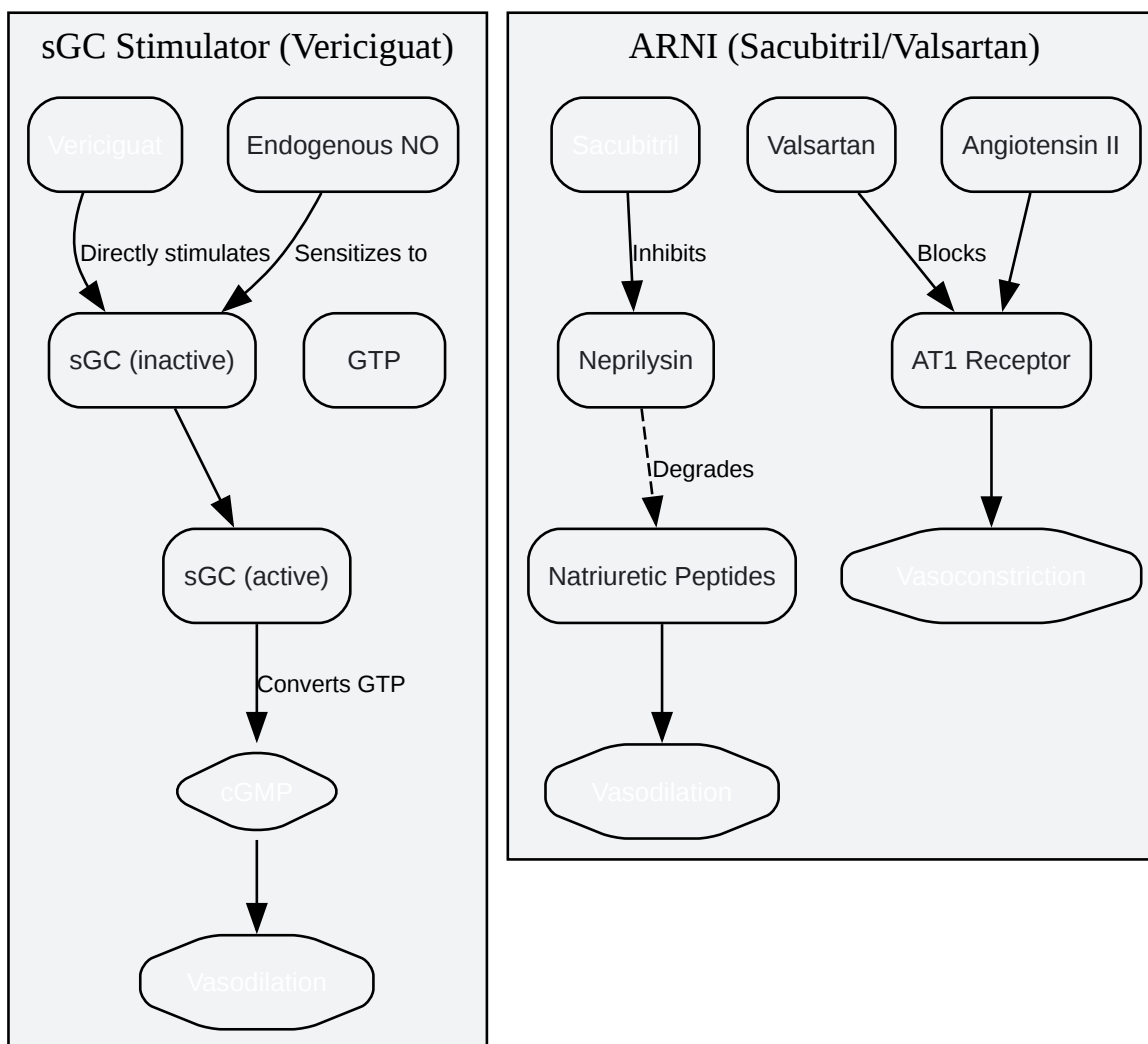 sGC Stimulator (Vericiguat)
Vericiguat
Endogenous NO
Directly stimulates
Sensitizes to
sGC (inactive)
GTP
sGC (active)
Converts GTP
cGMP
Vasodilation
ARNI (Sacubitril/Valsartan)
Sacubitril
Valsartan
Angiotensin II
Inhibits
Blocks
Neprilysin
AT1 Receptor
Degrades
Natriuretic Peptides
Vasoconstriction
Vasodilation